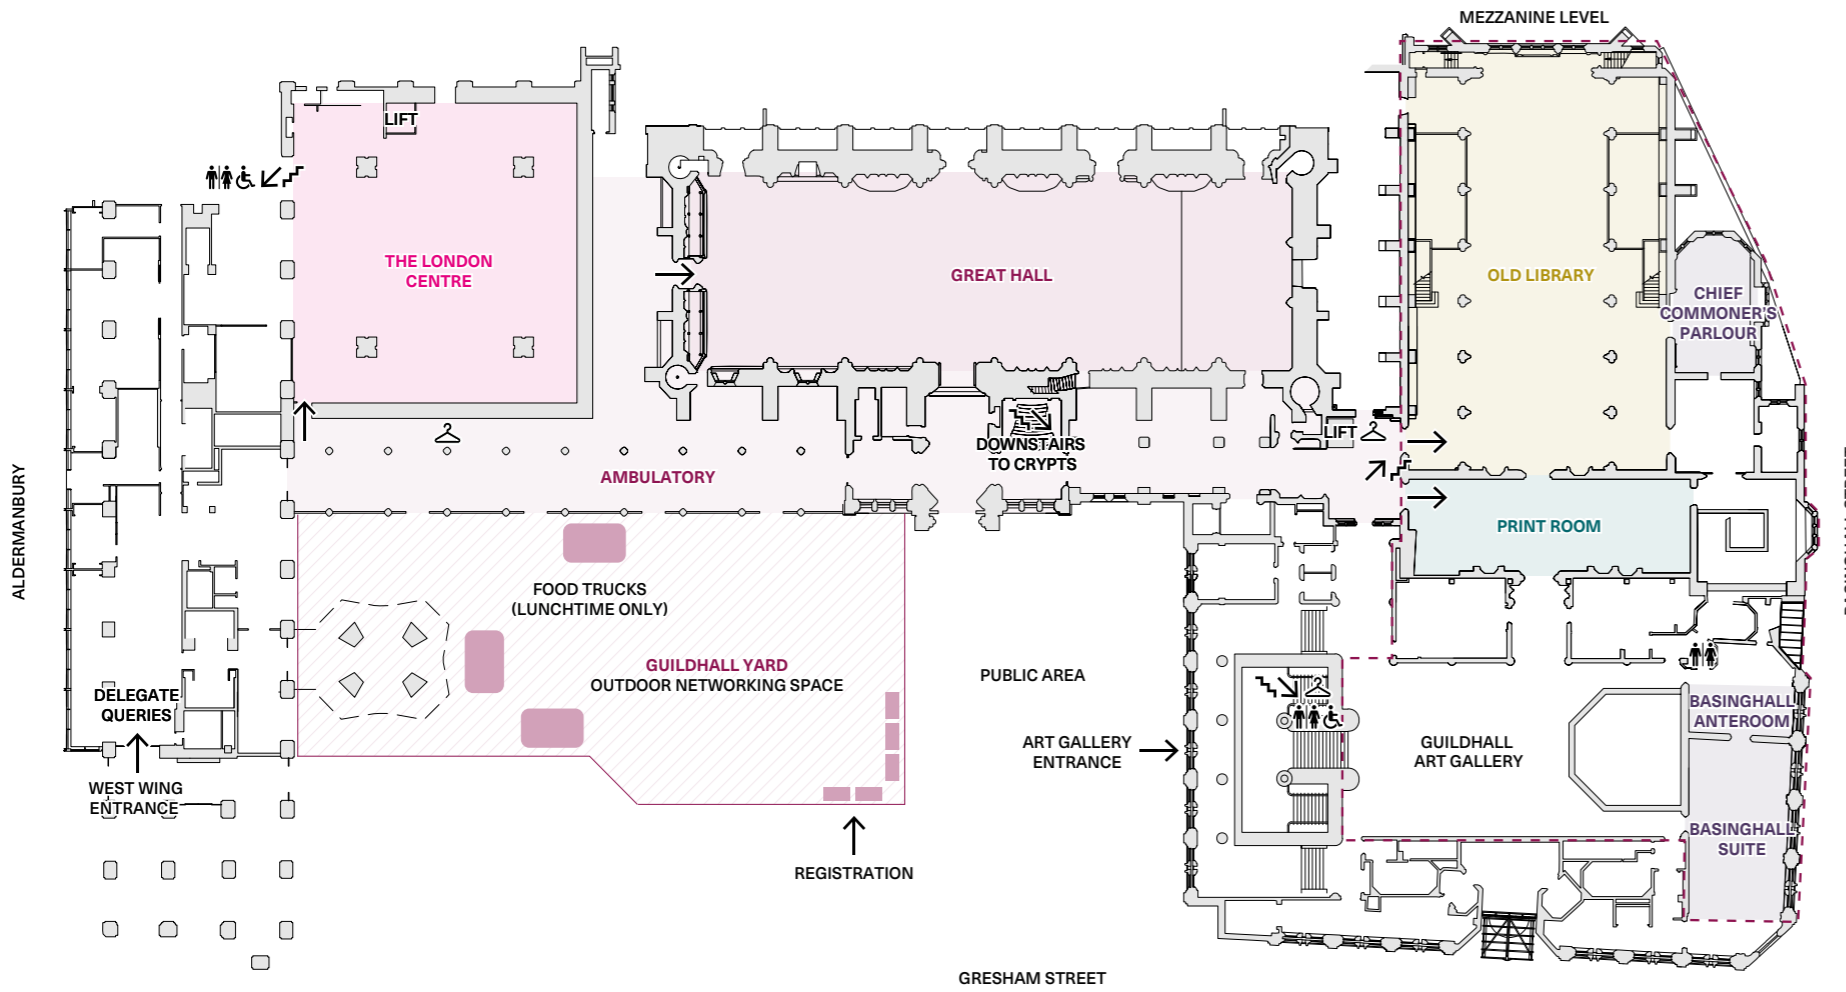 MEZZANINE LEVEL
LIFT
THE LONDON
CENTRE
GREAT HALL
OLD LIBRARY
CHIEF
COMMONER'S
PARLOUR
LIFT
DOWNSTAIRS
TO CRYPTS
AMBULATORY
PRINT ROOM
ALDERMANBURY
FOOD TRUCKS
(LUNCHTIME ONLY)
GUILDHALL YARD
OUTDOOR NETWORKING SPACE
PUBLIC AREA
DELEGATE
QUERIES
WEST WING
ENTRANCE
ART GALLERY
ENTRANCE
GUILDHALL
ART GALLERY
BASINGHALL
ANTEROOM
BASINGHALL
SUITE
REGISTRATION
GRESHAM STREET